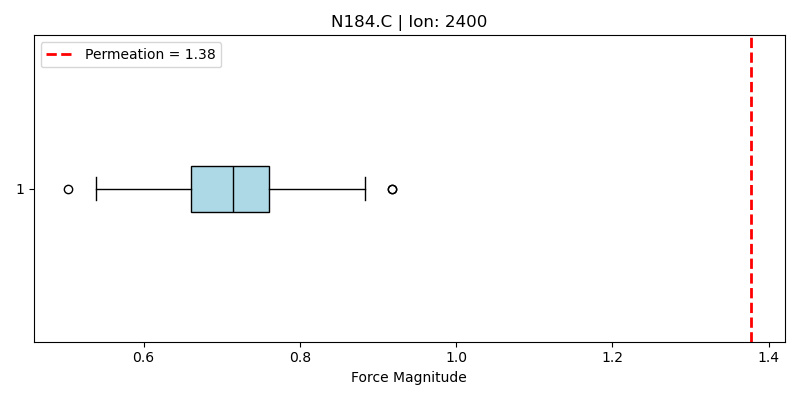 N184.C | Ion: 2400
Permeation = 1.38
1
0.6 0.8 1.0 1.2 1.4
Force Magnitude